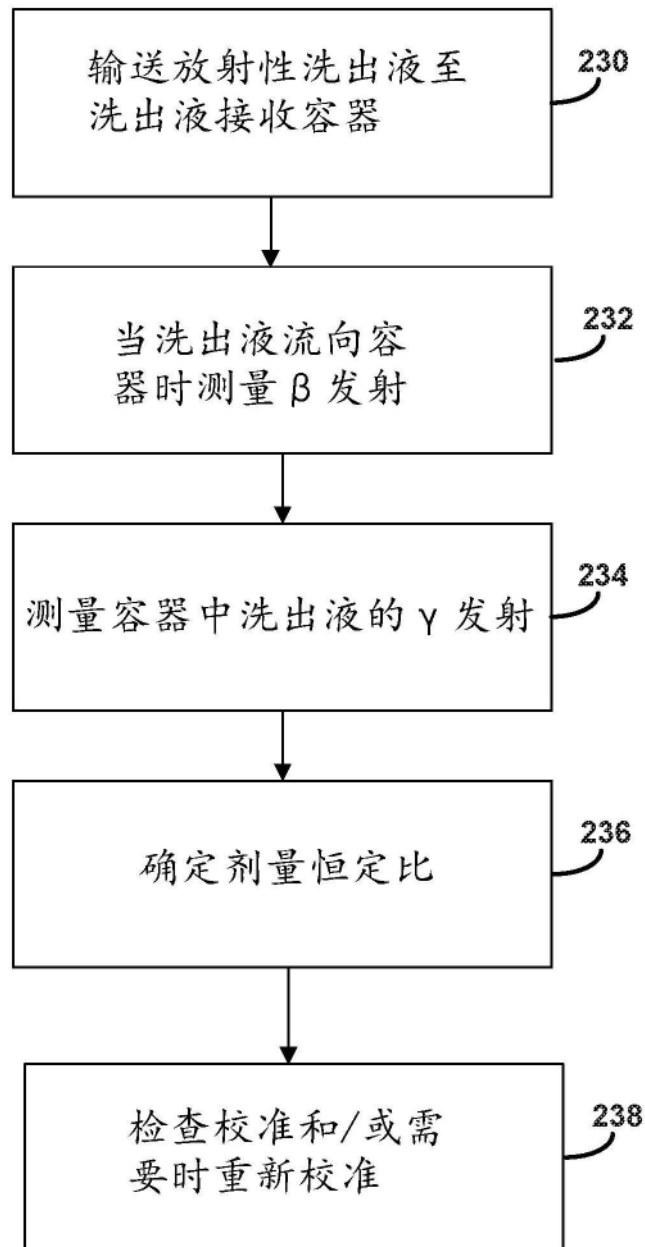 输送放射性洗出液至
洗出液接收容器
230
当洗出液流向容
器时测量 β 发射
232
测量容器中洗出液的 γ 发射
234
确定剂量恒定比
236
检查校准和/或需
要时重新校准
238